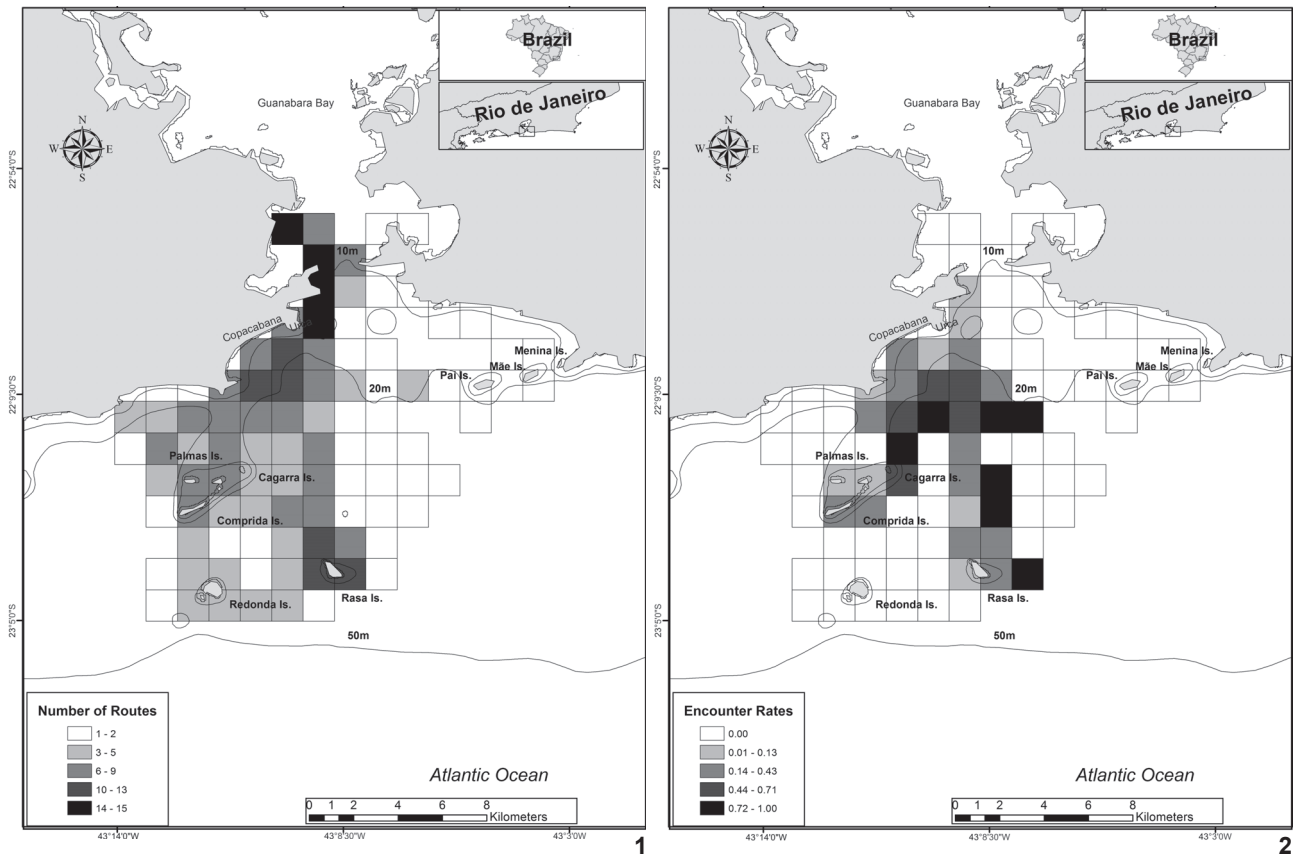 Brazil
Rio de Janeiro
Guanabara Bay
N
W E
S
22°54'0"S
10m
Copacabana
Urca
Menina Is.
Mãe Is.
Pai Is.
20m
22°9'30"S
Palmas Is.
Cagarra Is.
Comprida Is.
Redonda Is.
Rasa Is.
23°5'0"S
50m
Number of Routes
1 - 2
3 - 5
6 - 9
10 - 13
14 - 15
Atlantic Ocean
0 1 2 4 6 8
Kilometers
43°14'0"W
43°8'30"W
43°3'0"W
1
Brazil
Rio de Janeiro
Guanabara Bay
N
W E
S
22°54'0"S
10m
Copacabana
Urca
Menina Is.
Mãe Is.
Pai Is.
20m
22°9'30"S
Palmas Is.
Cagarra Is.
Comprida Is.
Redonda Is.
Rasa Is.
23°5'0"S
50m
Encounter Rates
0.00
0.01 - 0.13
0.14 - 0.43
0.44 - 0.71
0.72 - 1.00
Atlantic Ocean
0 1 2 4 6 8
Kilometers
43°14'0"W
43°8'30"W
43°3'0"W
2